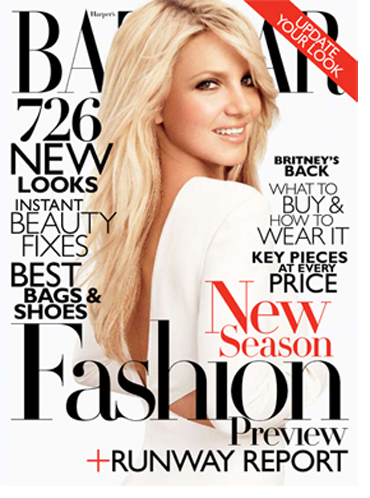 Harper's
UPDATE
YOUR LOOK
726
NEW
LOOKS
INSTANT
BEAUTY
FIXES
BEST
BAGS &
SHOES
BRITNEY'S
BACK
WHAT TO
BUY &
HOW TO
WEAR IT
KEY PIECES
AT EVERY
PRICE
New
Season
Fashion
Preview
+RUNWAY REPORT